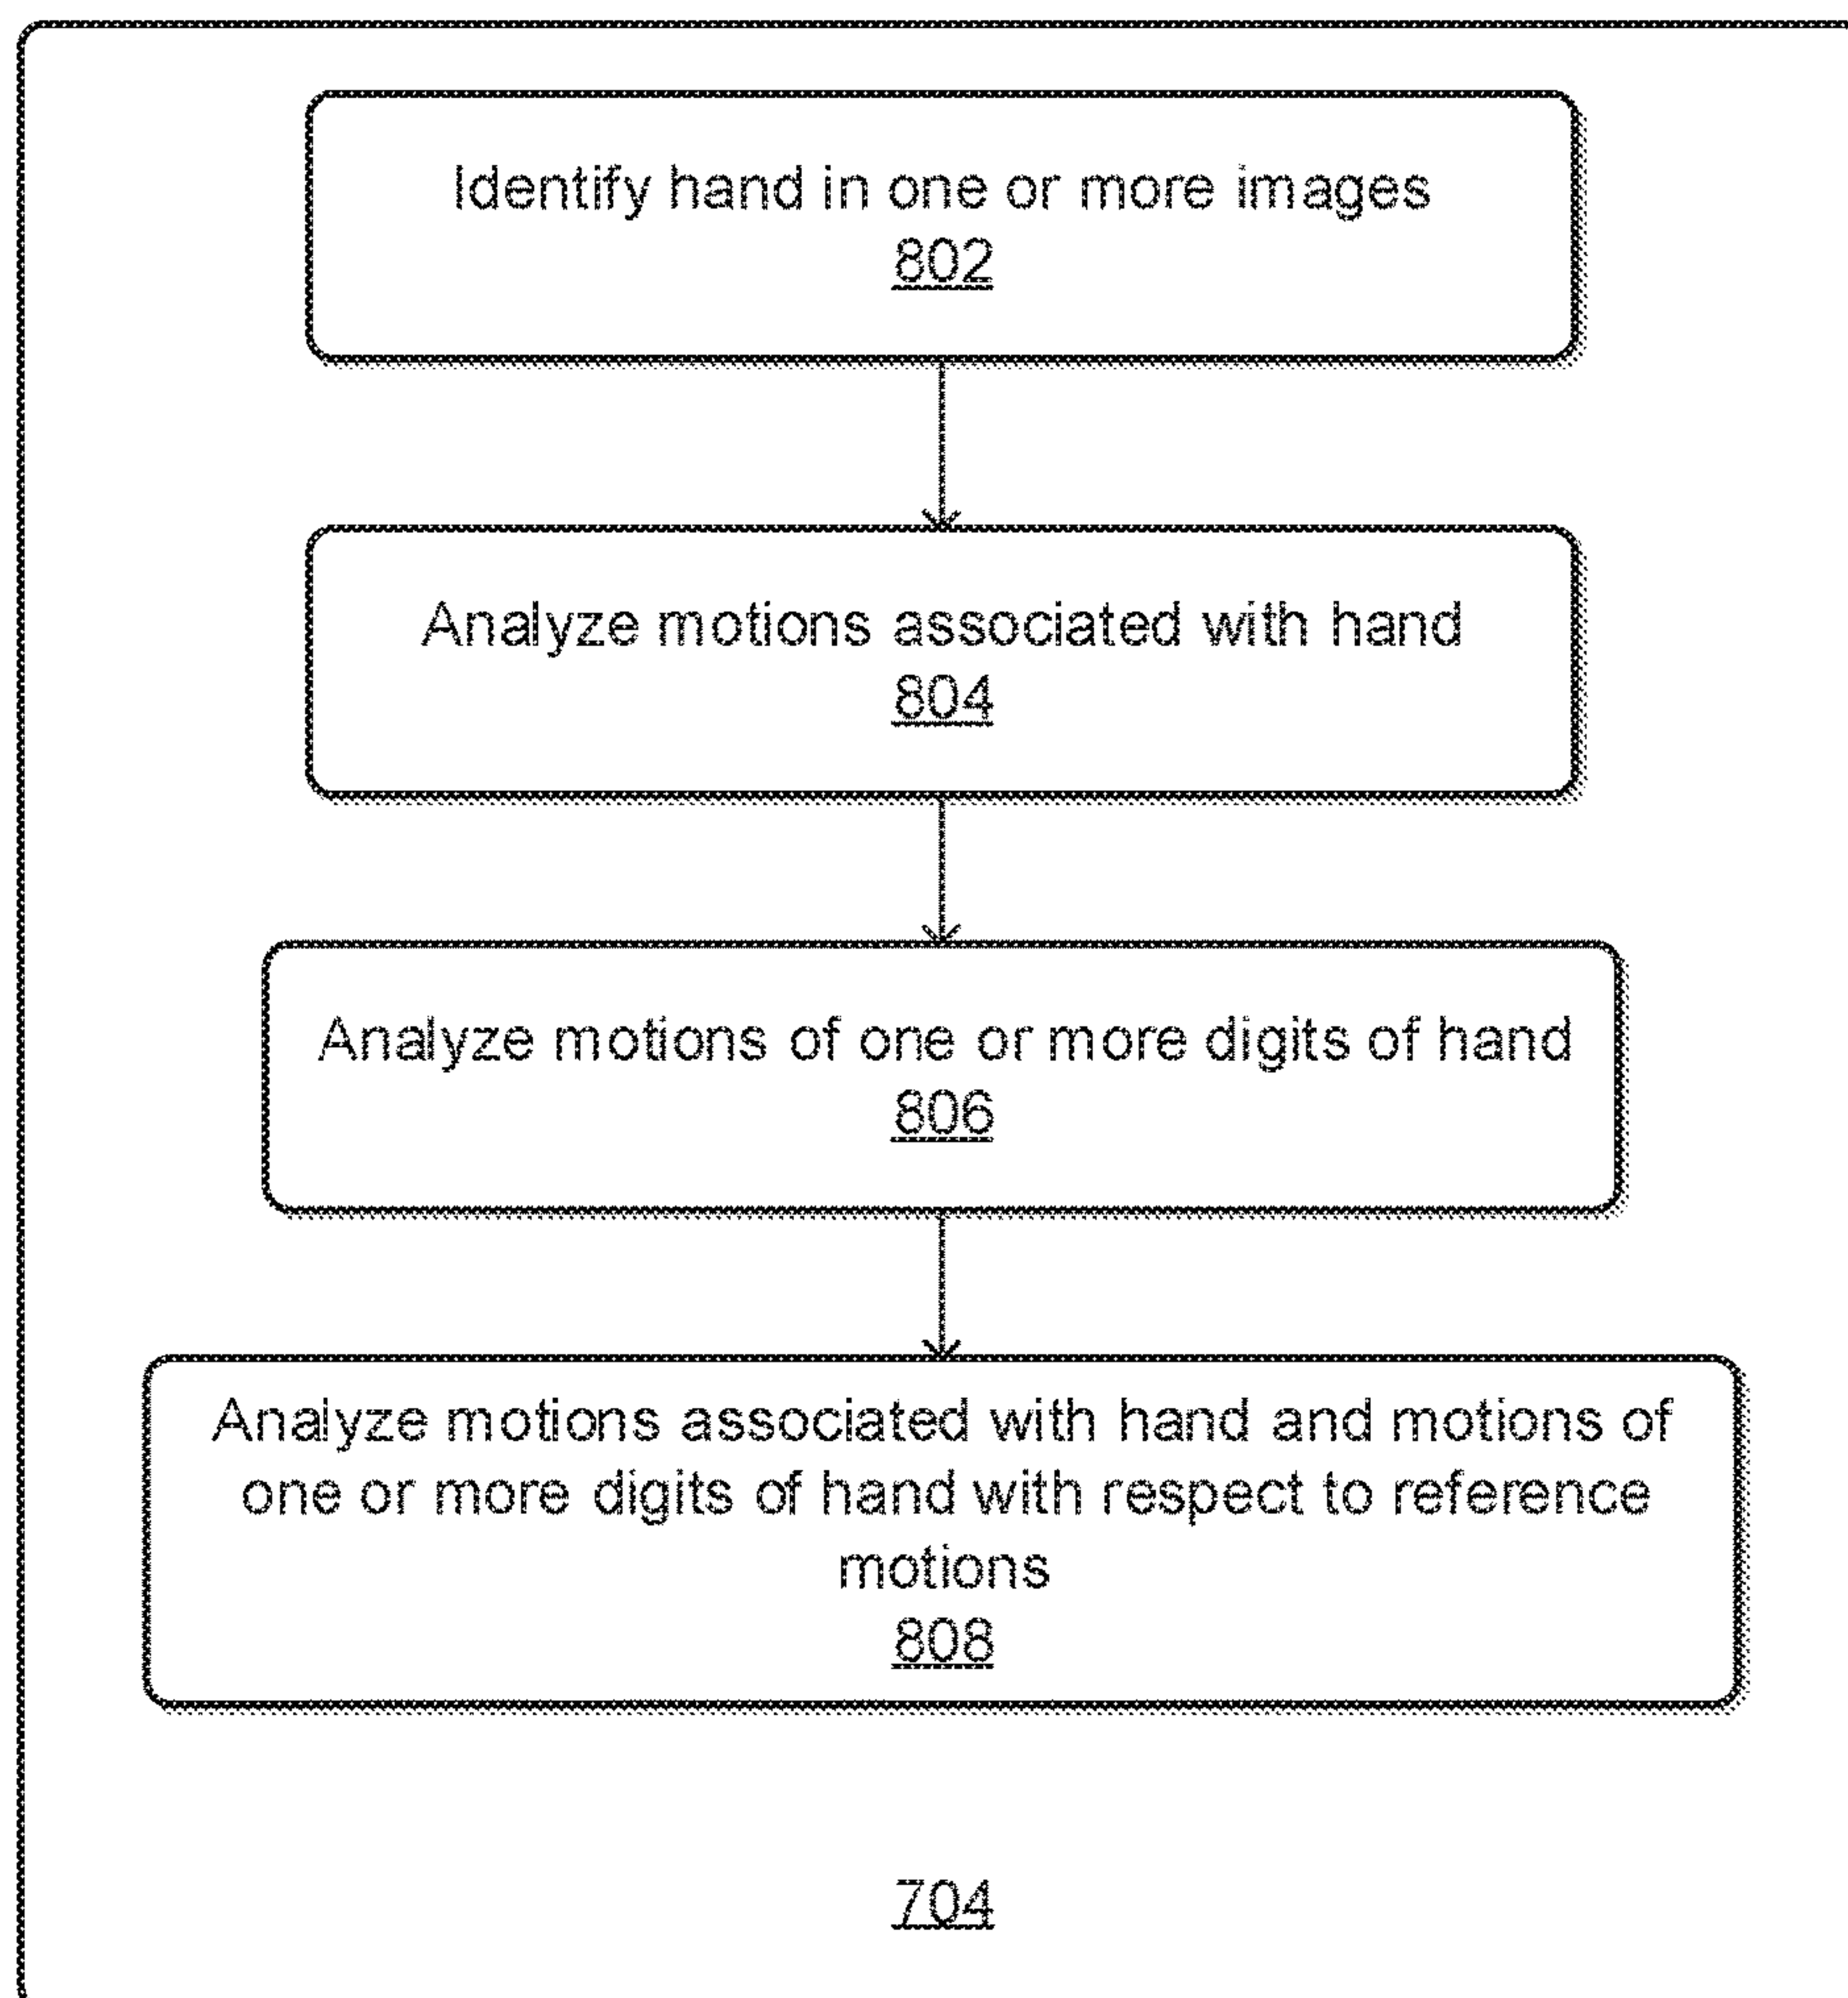 Identify hand in one or more images
802
Analyze motions associated with hand
804
Analyze motions of one or more digits of hand
806
Analyze motions associated with hand and motions of
one or more digits of hand with respect to reference
motions
808
704